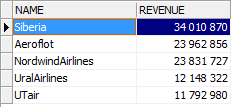 NAME REVENUE
Siberia 34 010 870
Aeroflot 23 962 856
NordwindAirlines 23 831 727
UralAirlines 12 148 322
UTair 11 792 980